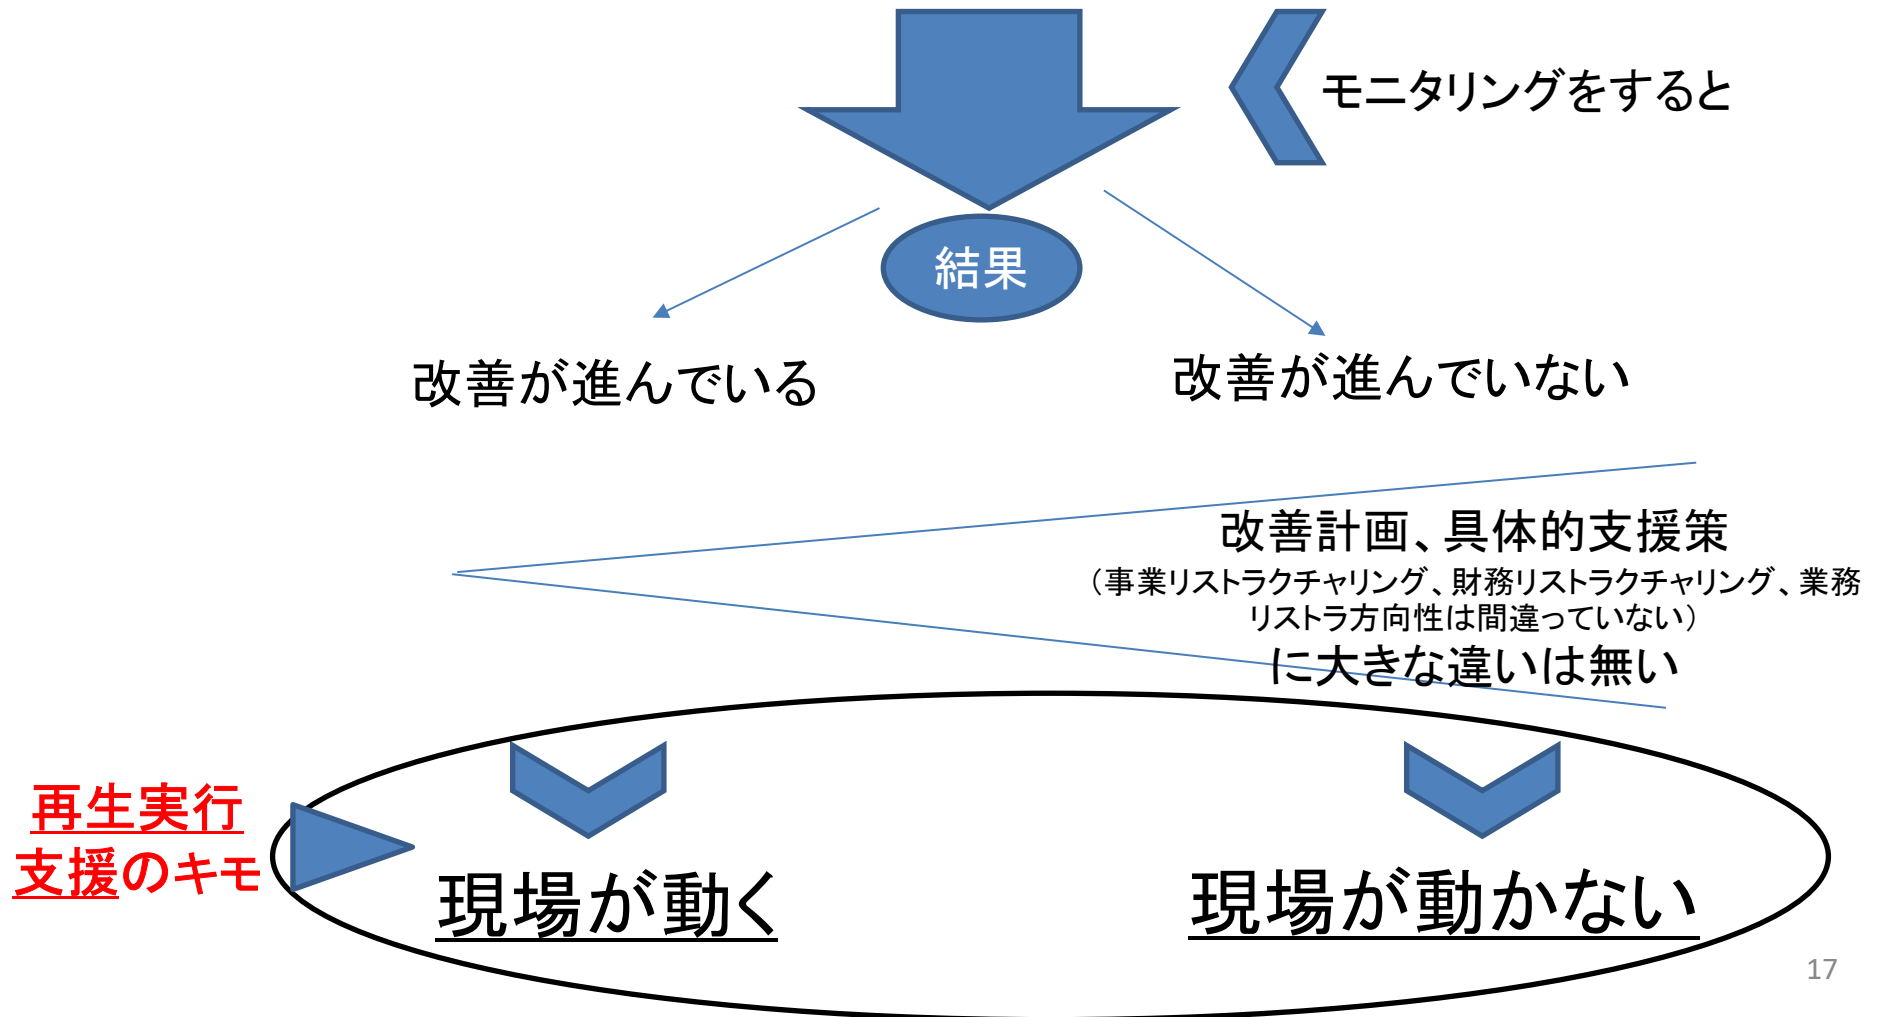 モニタリングをすると
結果
改善が進んでいる
改善が進んでいない
改善計画、具体的支援策
（事業リストラクチャリング、財務リストラクチャリング、業務
リストラ方向性は間違っていない）
に大きな違いは無い
再生実行
支援のキモ
現場が動く
現場が動かない
17